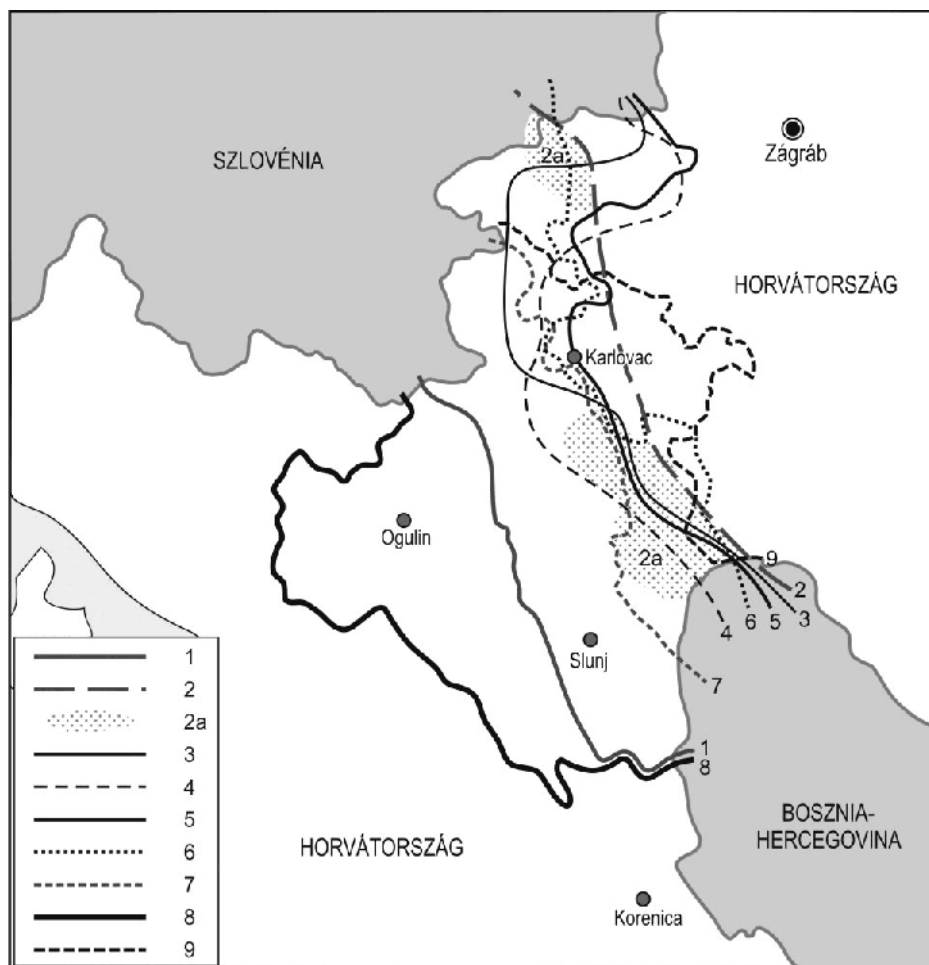 SZLOVÉNIA
2a
Zágráb
HORVÁTORSZÁG
Karlovac
Ogulin
2a
9
2
3
5
6
4
Slunj
7
1
8
BOSZNIA-
HERCEGOVINA
HORVÁTORSZÁG
Korenica
1
2
2a
3
4
5
6
7
8
9